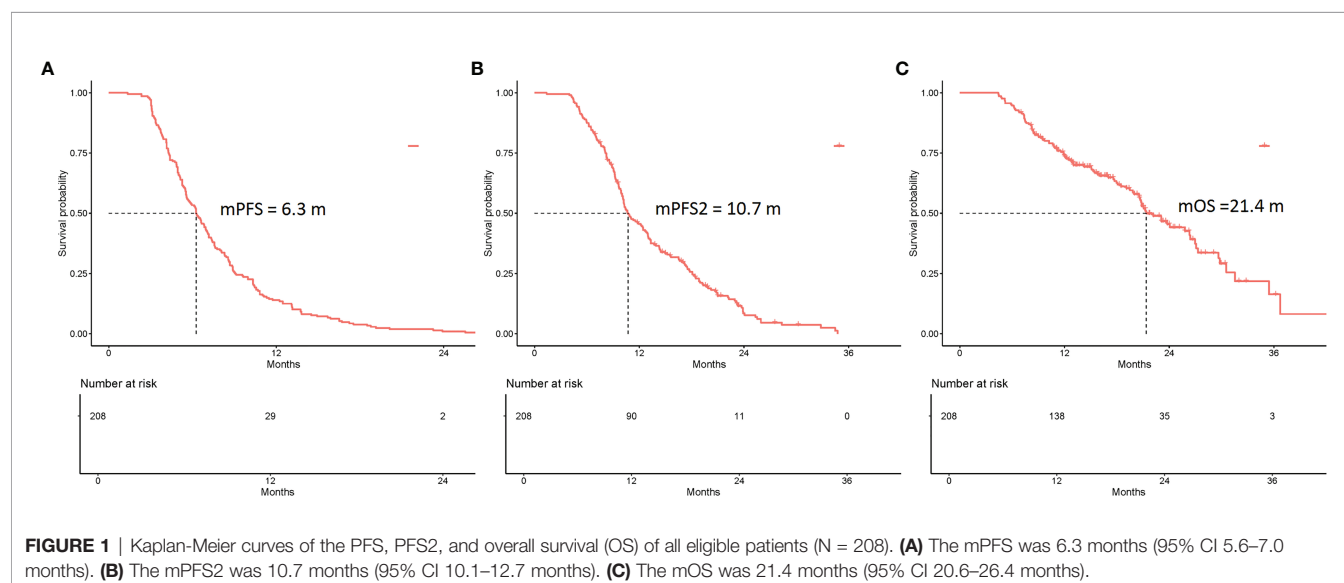 A
B
C
1.00
0.75
0.50
0.25
0.00
Survival probability
mPFS = 6.3 m
0
12
24
Months
1.00
0.75
0.50
0.25
0.00
Survival probability
mPFS2 = 10.7 m
0
12
24
36
Months
1.00
0.75
0.50
0.25
0.00
Survival probability
mOS =21.4 m
0
12
24
36
Months
Number at risk
208 29 2
0 12 24
Months
Number at risk
208 90 11 0
0 12 24 36
Months
Number at risk
208 138 35 3
0 12 24 36
Months
FIGURE 1 | Kaplan-Meier curves of the PFS, PFS2, and overall survival (OS) of all eligible patients (N = 208). (A) The mPFS was 6.3 months (95% CI 5.6–7.0
months). (B) The mPFS2 was 10.7 months (95% CI 10.1–12.7 months). (C) The mOS was 21.4 months (95% CI 20.6–26.4 months).